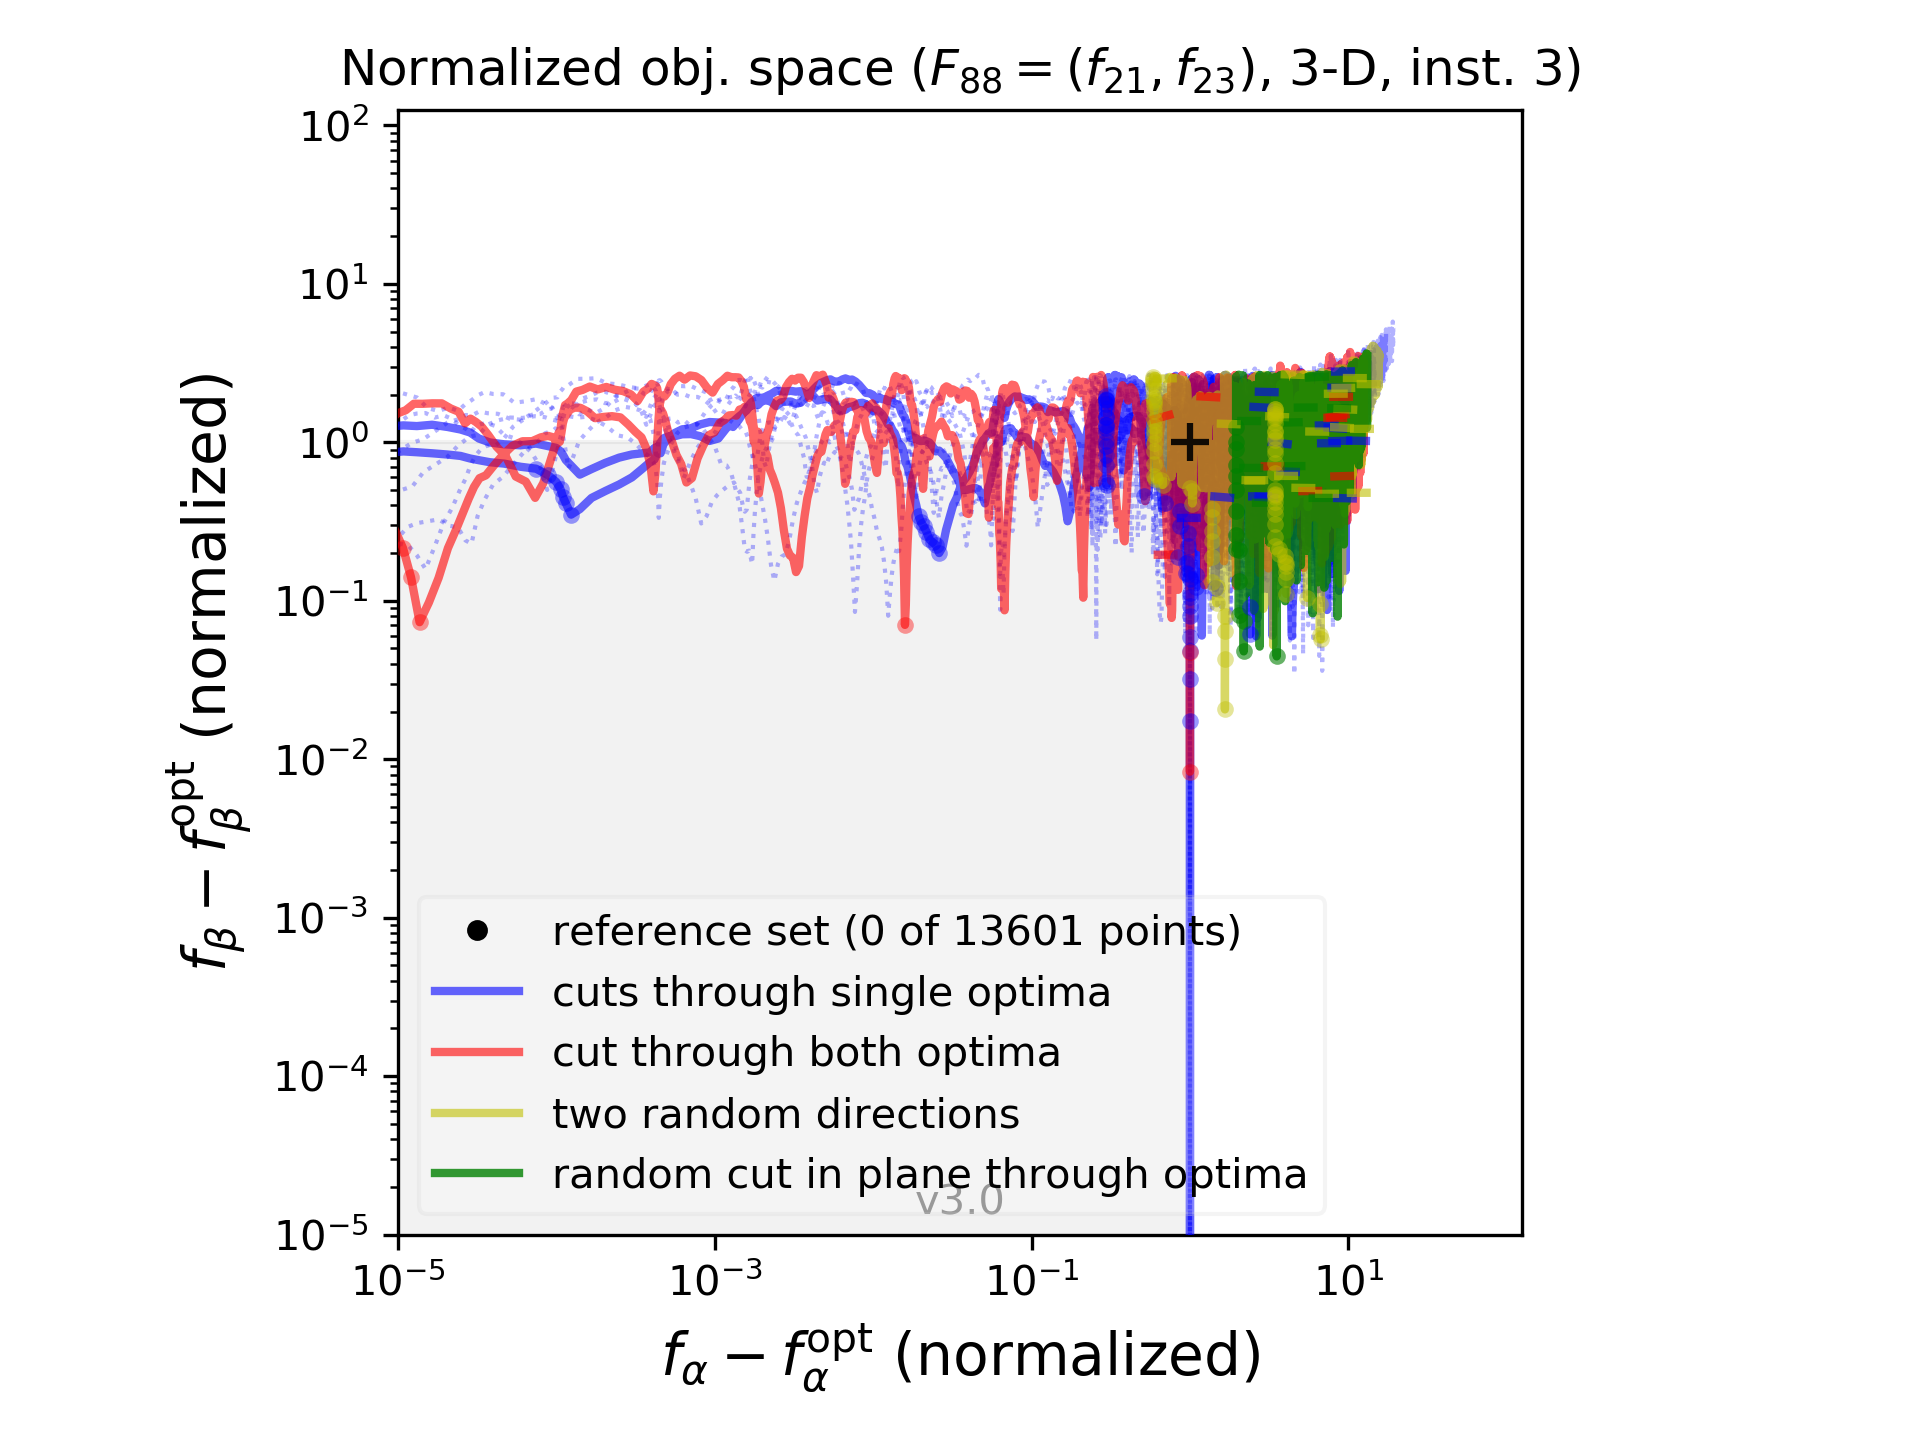 Normalized obj. space (F₈₈ = (f₂₁, f₂₃), 3-D, inst. 3)
10²
10¹
10⁰
10⁻¹
10⁻²
10⁻³
10⁻⁴
10⁻⁵
f_β − f_β^opt (normalized)
reference set (0 of 13601 points)
cuts through single optima
cut through both optima
two random directions
random cut in plane through optima
v3.0
10⁻⁵ 10⁻³ 10⁻¹ 10¹
f_α − f_α^opt (normalized)